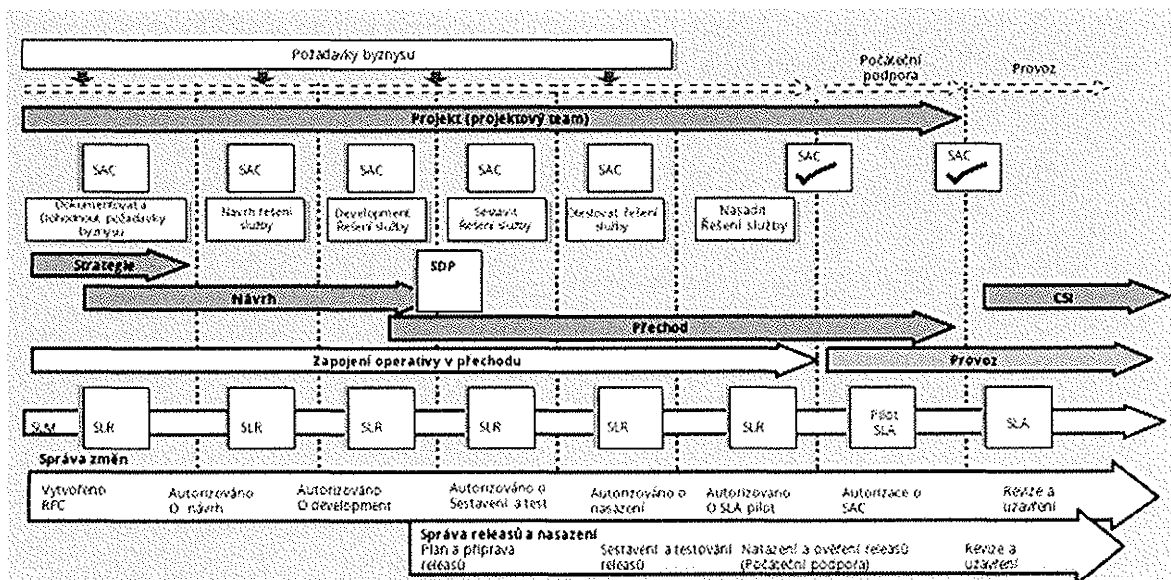 Požadavky byznysu
Počáteční
podpora
Provoz
Projekt (projektový team)
SAC
SAC
SAC
SAC
SAC
SAC
SAC
Dokumentovat a
Dohodnout požadavky
byznysu
Návrh řešení
služby
Development
Řešení služby
Sestavit
Řešení služby
Otestovat řešení
služby
Nasadit
Řešení služby
Strategie
SDP
Návrh
CSI
Přechod
Zapojení operativy v přechodu
Provoz
SLM
SLR
SLR
SLR
SLR
SLR
SLR
Pilot
SLA
SLA
Správa změn
Vytvořeno
RFC
Autorizováno
O návrh
Autorizováno
O development
Autorizováno o
Sestavení a test
Autorizováno o
nasazení
Autorizováno
O SLA pilot
Autorizace o
SAC
Revize a
uzavření
Správa releasů a nasazení
Plán a příprava
releasů
Sestavení a testování
releasů
Nasazení a ověření releasů
(Počáteční podpora)
Revize a
uzavření